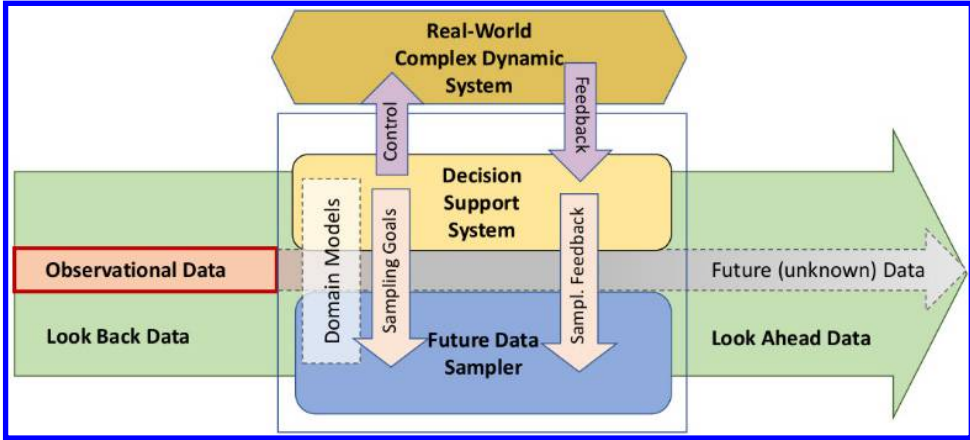 Real-World
Complex Dynamic
System
Control
Feedback
Decision
Support
System
Domain Models
Sampling Goals
Sampl. Feedback
Observational Data
Future (unknown) Data
Look Back Data
Future Data
Sampler
Look Ahead Data